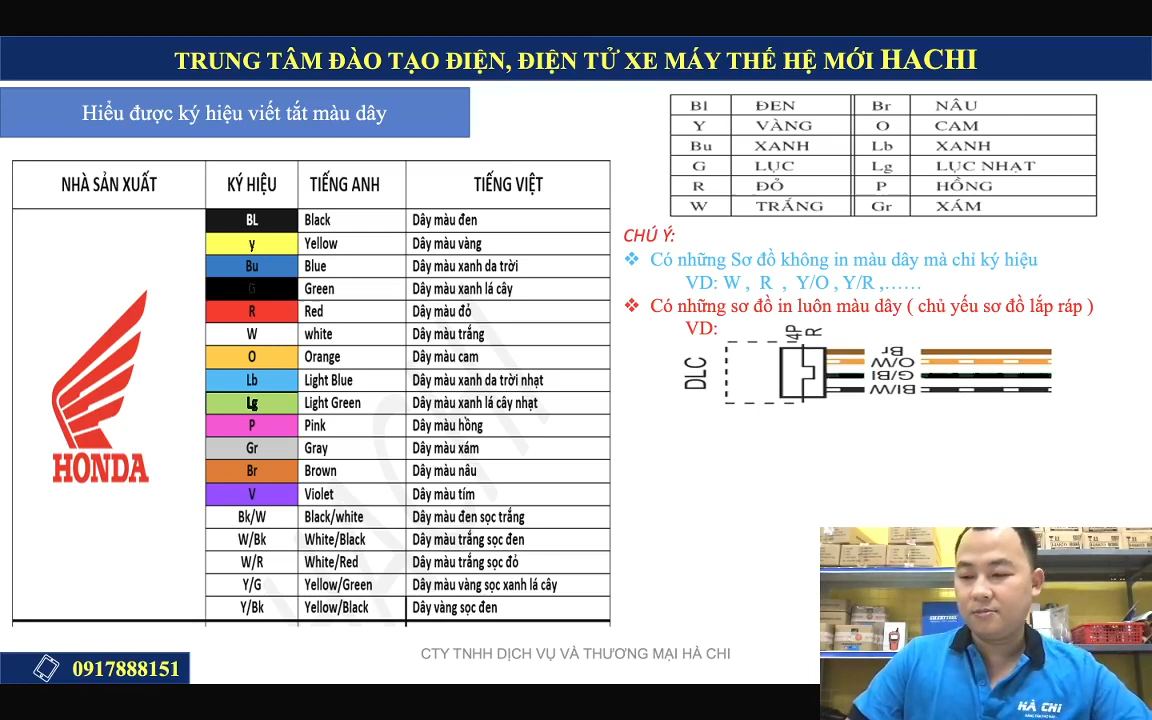 TRUNG TÂM ĐÀO TẠO ĐIỆN, ĐIỆN TỬ XE MÁY THẾ HỆ MỚI HACHI
Hiểu được ký hiệu viết tắt màu dây
NHÀ SẢN XUẤT KÝ HIỆU TIẾNG ANH TIẾNG VIỆT
BL Black Dây màu đen
y Yellow Dây màu vàng
Bu Blue Dây màu xanh da trời
G Green Dây màu xanh lá cây
R Red Dây màu đỏ
W white Dây màu trắng
O Orange Dây màu cam
Lb Light Blue Dây màu xanh da trời nhạt
Lg Light Green Dây màu xanh lá cây nhạt
P Pink Dây màu hồng
Gr Gray Dây màu xám
Br Brown Dây màu nâu
V Violet Dây màu tím
Bk/W Black/white Dây màu đen sọc trắng
W/Bk White/Black Dây màu trắng sọc đen
W/R White/Red Dây màu trắng sọc đỏ
Y/G Yellow/Green Dây màu vàng sọc xanh lá cây
Y/Bk Yellow/Black Dây vàng sọc đen
HONDA
Bl ĐEN Br NÂU
Y VÀNG O CAM
Bu XANH Lb XANH
G LỤC Lg LỤC NHẠT
R ĐỎ P HỒNG
W TRẮNG Gr XÁM
CHÚ Ý:
❖ Có những Sơ đồ không in màu dây mà chỉ ký hiệu
VD: W , R , Y/O , Y/R ,……
❖ Có những sơ đồ in luôn màu dây ( chủ yếu sơ đồ lắp ráp )
VD:
DLC
4P
R
Br
O/W
G/Bl
Bl/W
HACHI
0917888151
CTY TNHH DỊCH VỤ VÀ THƯƠNG MẠI HÀ CHI
HÀ CHI